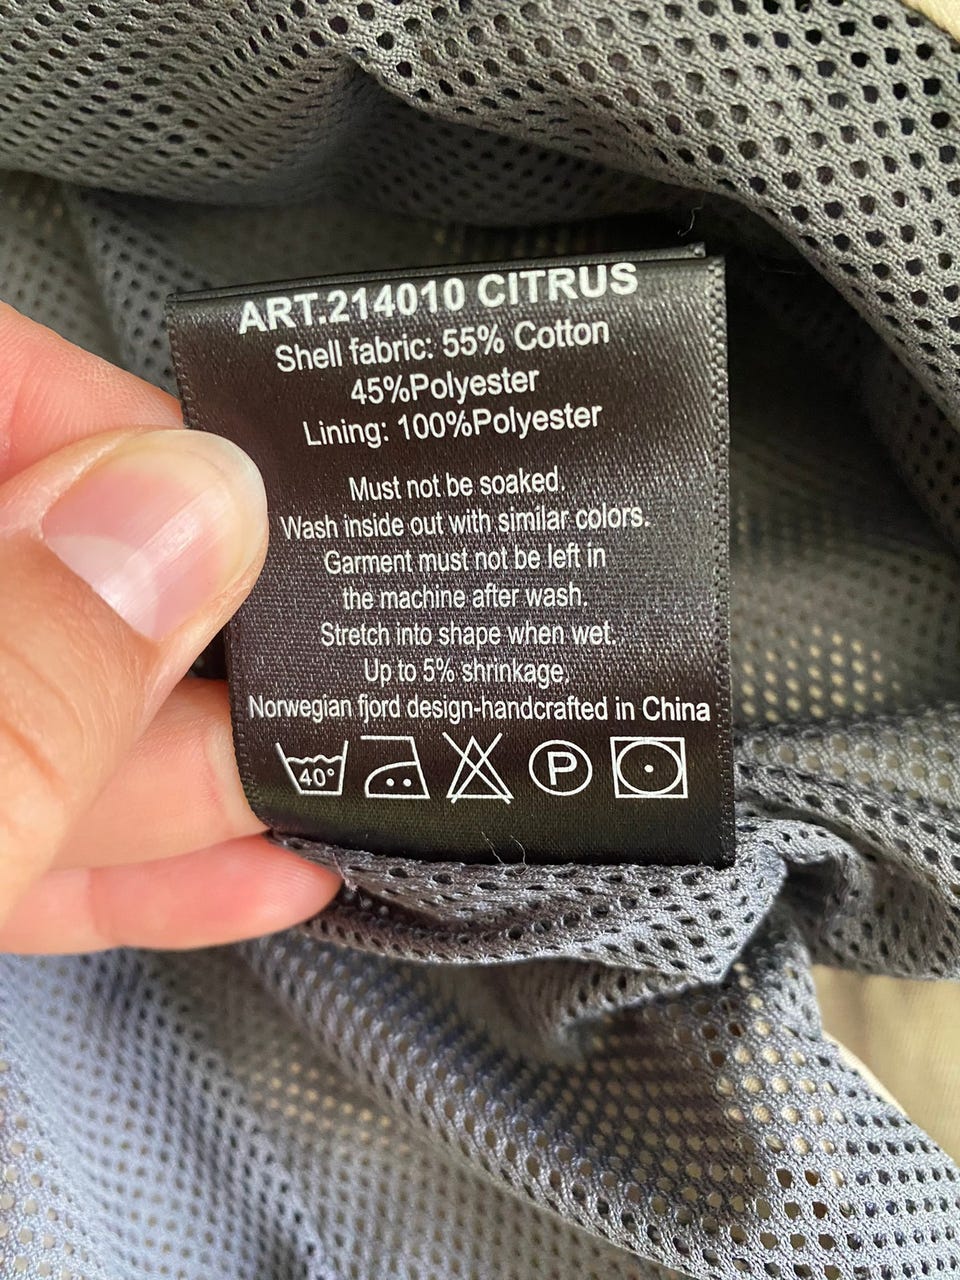 ART.214010 CITRUS
Shell fabric: 55% Cotton
45%Polyester
Lining: 100%Polyester
Must not be soaked.
Wash inside out with similar colors.
Garment must not be left in
the machine after wash.
Stretch into shape when wet.
Up to 5% shrinkage.
Norwegian fjord design-handcrafted in China
40° P